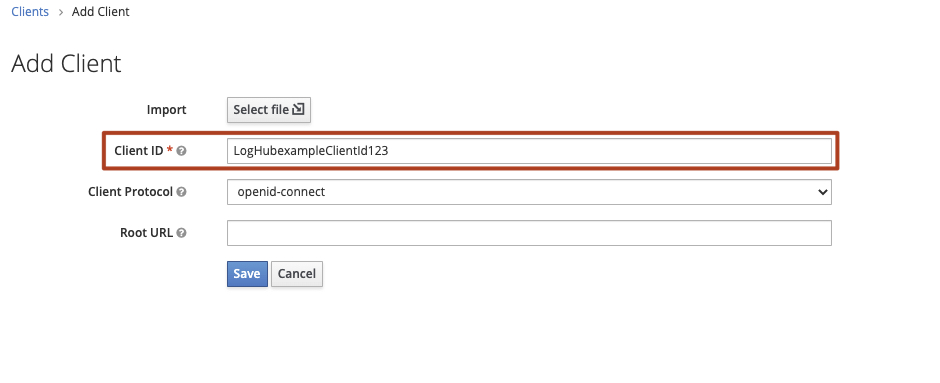 Clients > Add Client
Add Client
Import Select file
Client ID * LogHubexampleClientId123
Client Protocol openid-connect
Root URL
Save Cancel